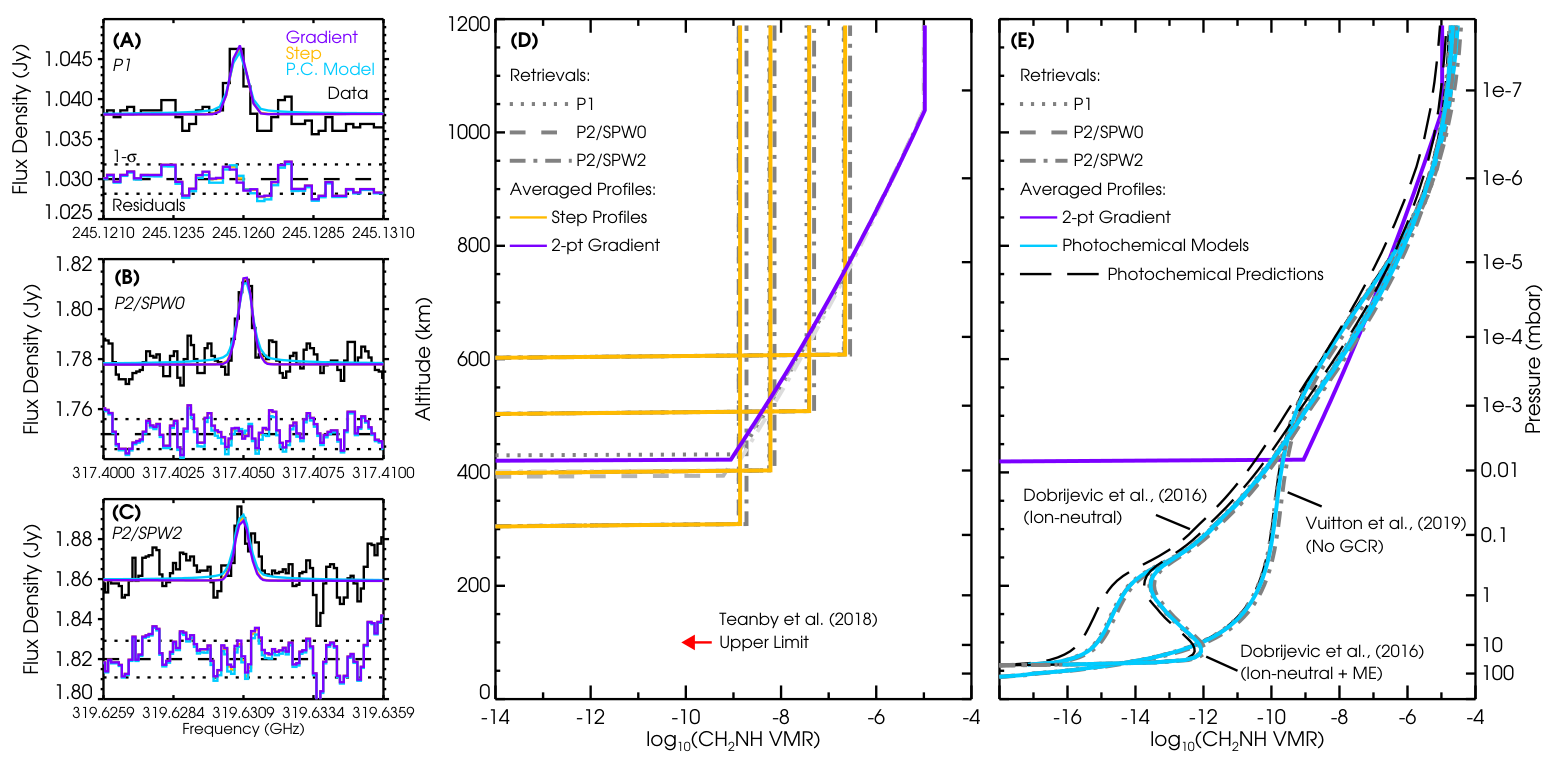 (A)
P1
Gradient
Step
P.C. Model
Data
1-σ
Residuals
Flux Density (Jy)
1.045
1.040
1.035
1.030
1.025
245.1210 245.1235 245.1260 245.1285 245.1310
(B)
P2/SPW0
Flux Density (Jy)
1.82
1.80
1.78
1.76
317.4000 317.4025 317.4050 317.4075 317.4100
(C)
P2/SPW2
Flux Density (Jy)
1.88
1.86
1.84
1.82
1.80
319.6259 319.6284 319.6309 319.6334 319.6359
Frequency (GHz)
(D)
Retrievals:
P1
P2/SPW0
P2/SPW2
Averaged Profiles:
Step Profiles
2-pt Gradient
Teanby et al. (2018)
Upper Limit
Altitude (km)
1200
1000
800
600
400
200
0
-14 -12 -10 -8 -6 -4
log₁₀(CH₂NH VMR)
(E)
Retrievals:
P1
P2/SPW0
P2/SPW2
Averaged Profiles:
2-pt Gradient
Photochemical Models
Photochemical Predictions
Dobrijevic et al., (2016)
(Ion-neutral)
Vuitton et al., (2019)
(No GCR)
Dobrijevic et al., (2016)
(Ion-neutral + ME)
1e-7
1e-6
1e-5
1e-4
1e-3
0.01
0.1
1
10
100
Pressure (mbar)
-16 -14 -12 -10 -8 -6 -4
log₁₀(CH₂NH VMR)